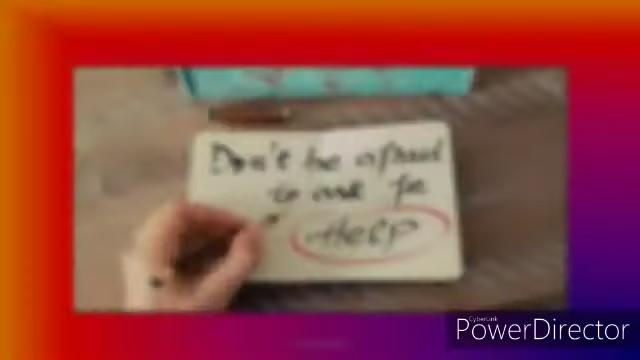 Don't be afraid
to ask for
Help
CyberLink
PowerDirector